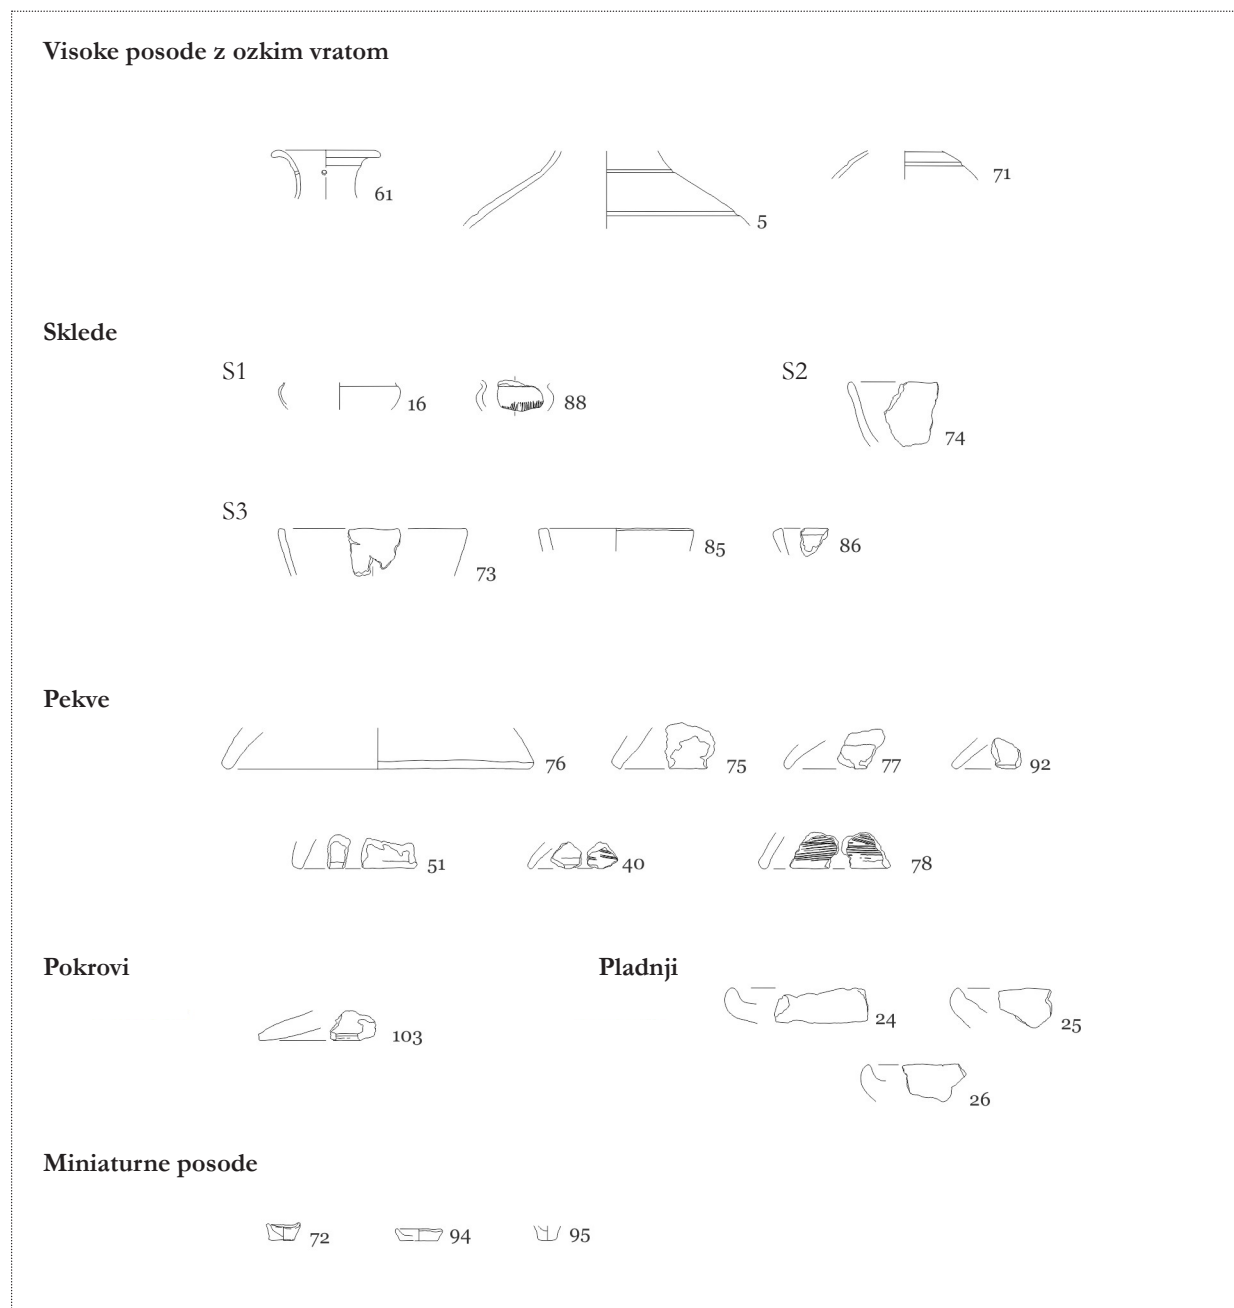 Visoke posode z ozkim vratom
61
5
71
Sklede
S1
16
88
S2
74
S3
73
85
86
Pekve
76
75
77
92
51
40
78
Pokrovi
103
Pladnji
24
25
26
Miniaturne posode
72
94
95